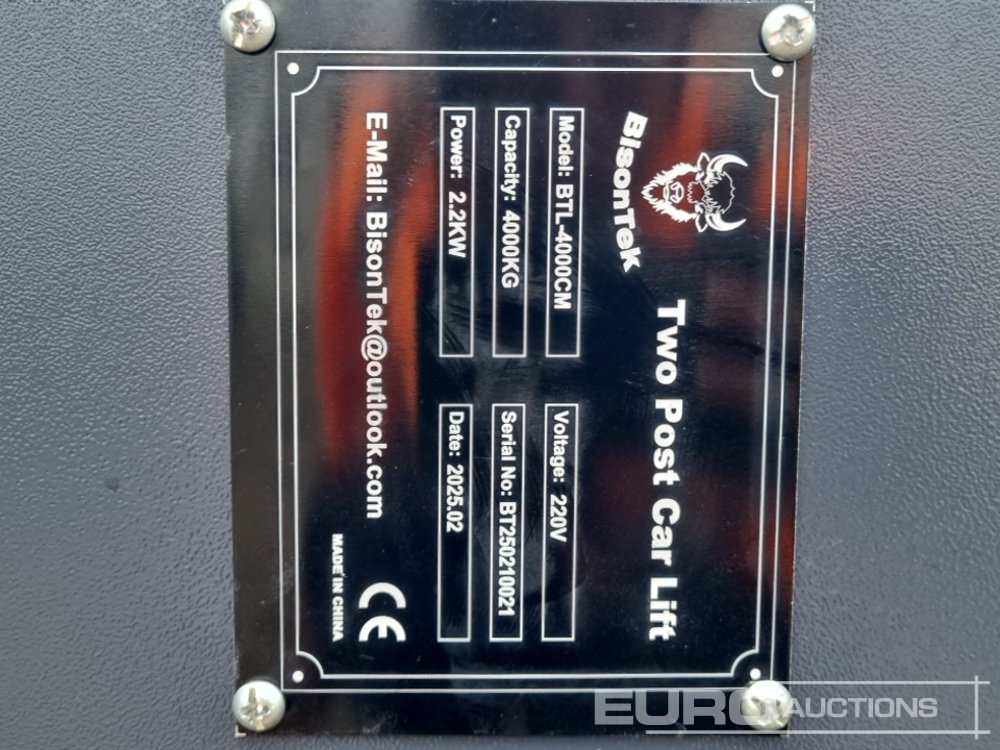 BisonTek
Two Post Car Lift
Model: BTL-4000CM
Voltage: 220V
Capacity: 4000KG
Serial No: BT250210021
Power: 2.2KW
Date: 2025.02
E-Mail: BisonTek@outlook.com
CE
MADE IN CHINA
EURO AUCTIONS